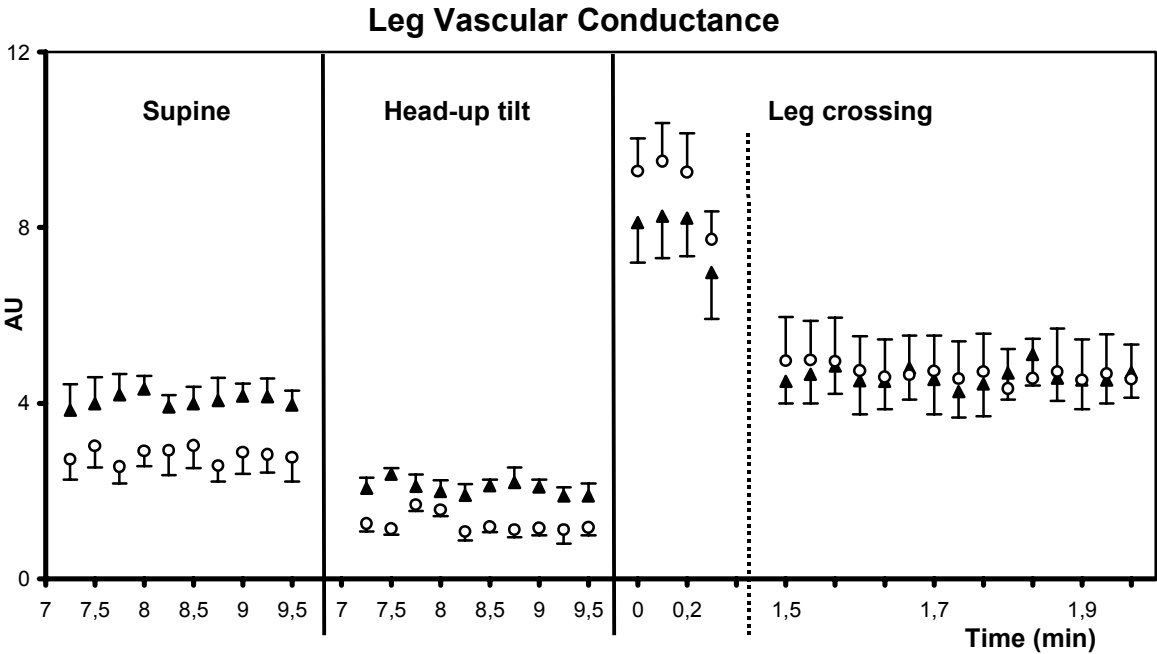 Leg Vascular Conductance
12
Supine
Head-up tilt
Leg crossing
8
AU
4
0
7 7,5 8 8,5 9 9,5 7 7,5 8 8,5 9 9,5 0 0,2 1,5 1,7 1,9
Time (min)